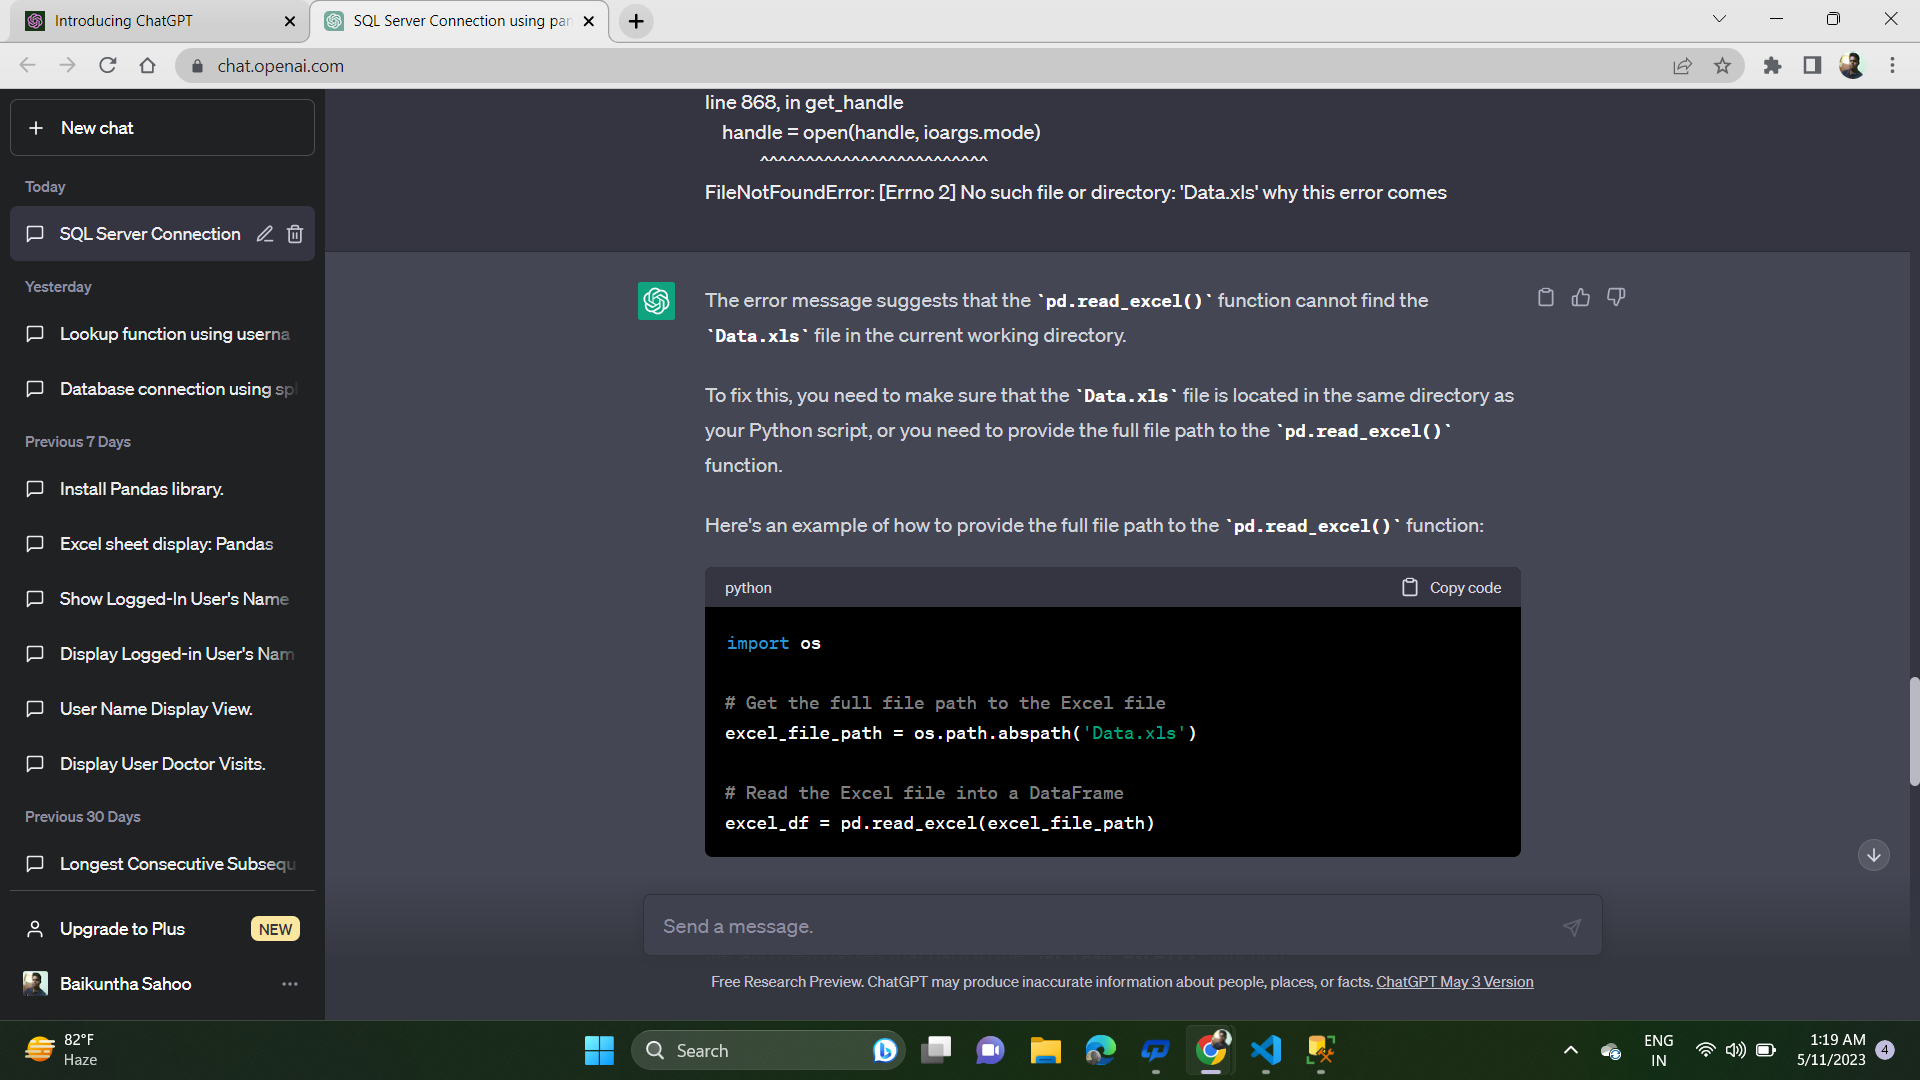 Introducing ChatGPT
SQL Server Connection using pan
chat.openai.com
New chat
Today
SQL Server Connection
Yesterday
Lookup function using userna
Database connection using spl
Previous 7 Days
Install Pandas library.
Excel sheet display: Pandas
Show Logged-In User's Name
Display Logged-in User's Nam
User Name Display View.
Display User Doctor Visits.
Previous 30 Days
Longest Consecutive Subsequ
Upgrade to Plus
NEW
Baikuntha Sahoo
line 868, in get_handle
handle = open(handle, ioargs.mode)
^^^^^^^^^^^^^^^^^^^^^^^^^
FileNotFoundError: [Errno 2] No such file or directory: 'Data.xls' why this error comes
The error message suggests that the `pd.read_excel()` function cannot find the
`Data.xls` file in the current working directory.
To fix this, you need to make sure that the `Data.xls` file is located in the same directory as
your Python script, or you need to provide the full file path to the `pd.read_excel()`
function.
Here's an example of how to provide the full file path to the `pd.read_excel()` function:
python
Copy code
import os
# Get the full file path to the Excel file
excel_file_path = os.path.abspath('Data.xls')
# Read the Excel file into a DataFrame
excel_df = pd.read_excel(excel_file_path)
Send a message.
Free Research Preview. ChatGPT may produce inaccurate information about people, places, or facts. ChatGPT May 3 Version
82°F
Haze
Search
ENG
IN
1:19 AM
5/11/2023
4